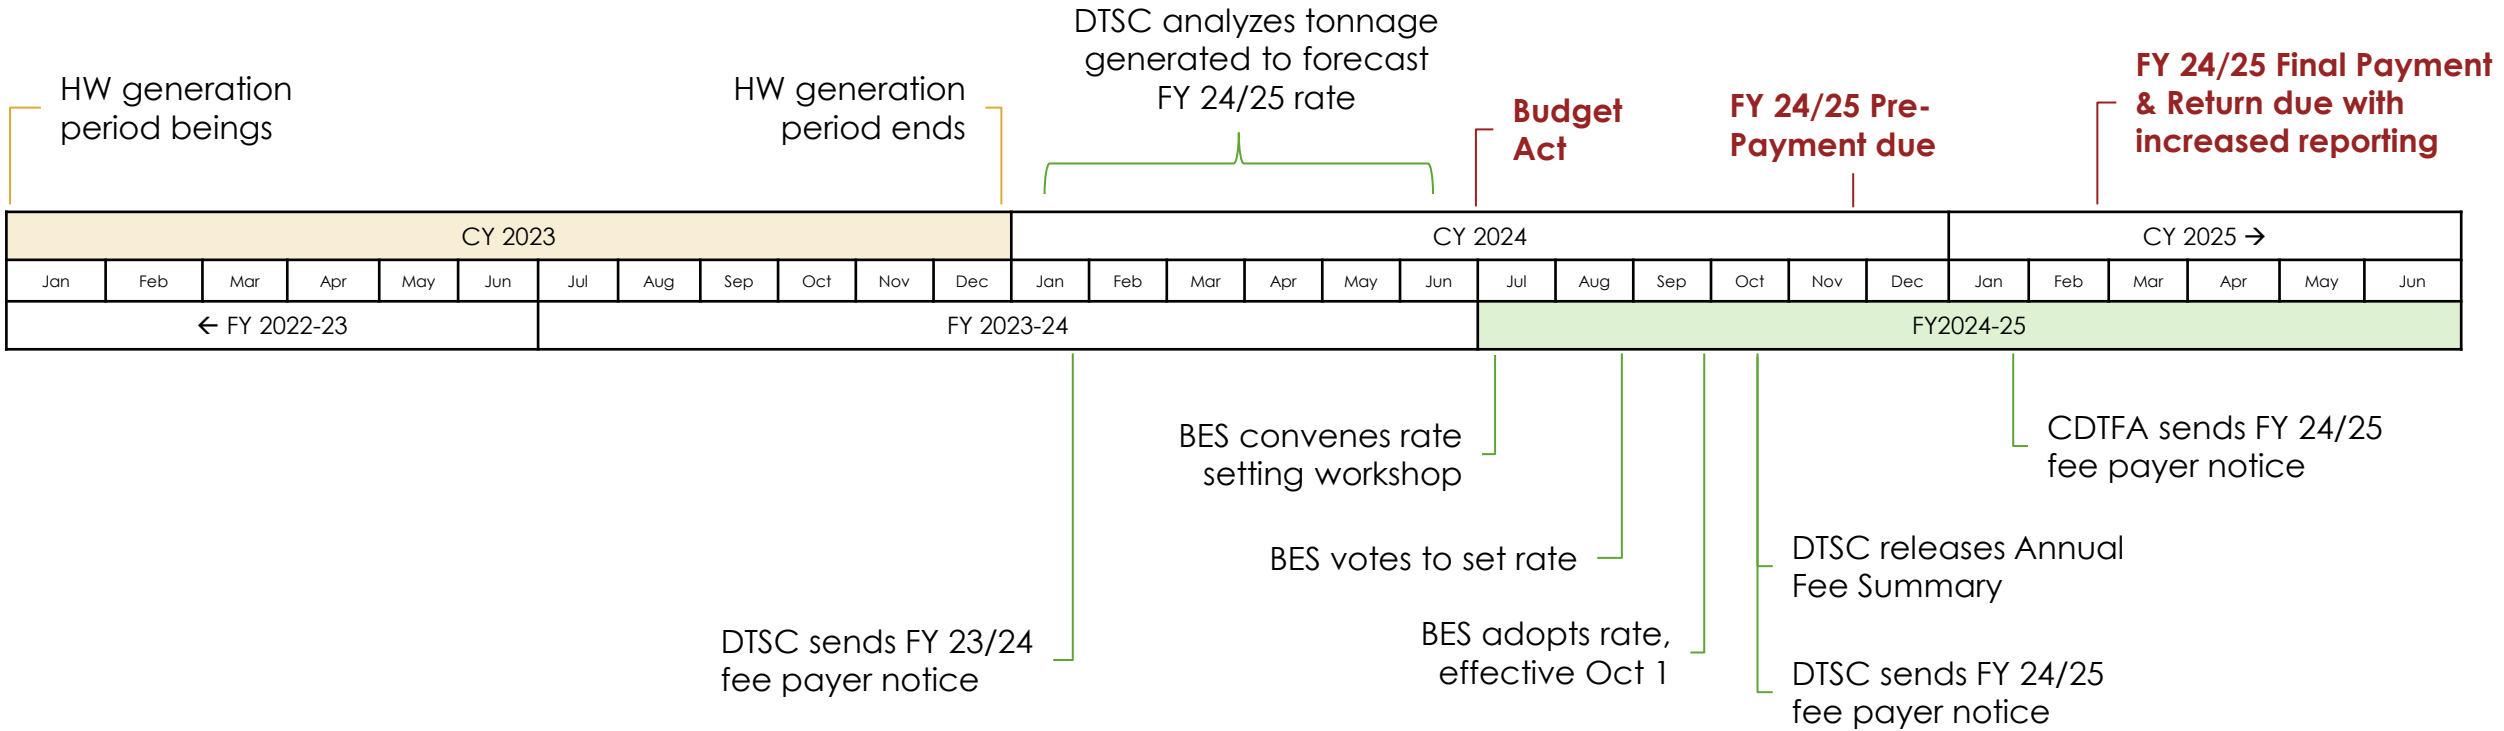 DTSC analyzes tonnage
generated to forecast
FY 24/25 rate
HW generation
period beings
HW generation
period ends
Budget
Act
FY 24/25 Pre-
Payment due
FY 24/25 Final Payment
& Return due with
increased reporting
CY 2023
CY 2024
CY 2025 →
Jan Feb Mar Apr May Jun Jul Aug Sep Oct Nov Dec Jan Feb Mar Apr May Jun Jul Aug Sep Oct Nov Dec Jan Feb Mar Apr May Jun
← FY 2022-23
FY 2023-24
FY2024-25
BES convenes rate
setting workshop
CDTFA sends FY 24/25
fee payer notice
BES votes to set rate
DTSC releases Annual
Fee Summary
DTSC sends FY 23/24
fee payer notice
BES adopts rate,
effective Oct 1
DTSC sends FY 24/25
fee payer notice